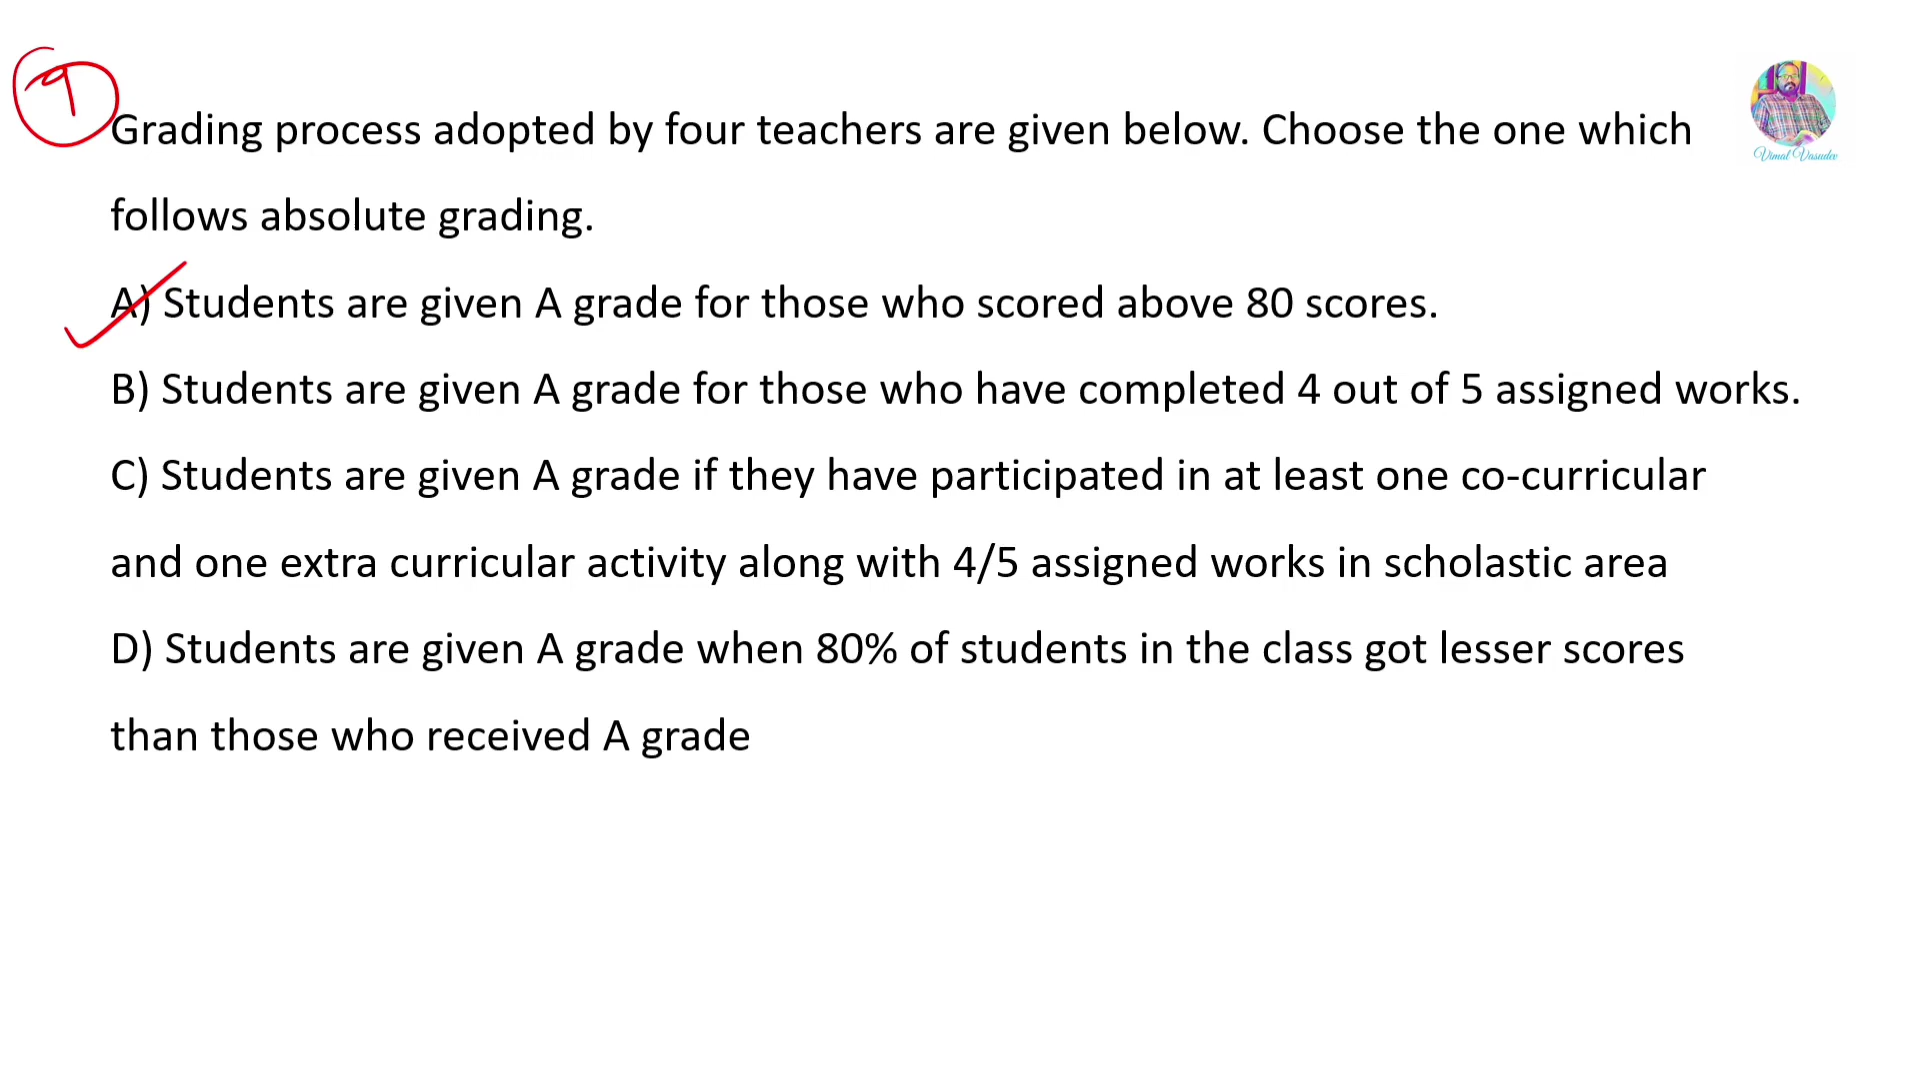 9
Grading process adopted by four teachers are given below. Choose the one which
follows absolute grading.
A) Students are given A grade for those who scored above 80 scores.
B) Students are given A grade for those who have completed 4 out of 5 assigned works.
C) Students are given A grade if they have participated in at least one co-curricular
and one extra curricular activity along with 4/5 assigned works in scholastic area
D) Students are given A grade when 80% of students in the class got lesser scores
than those who received A grade
Vimal Vasudev